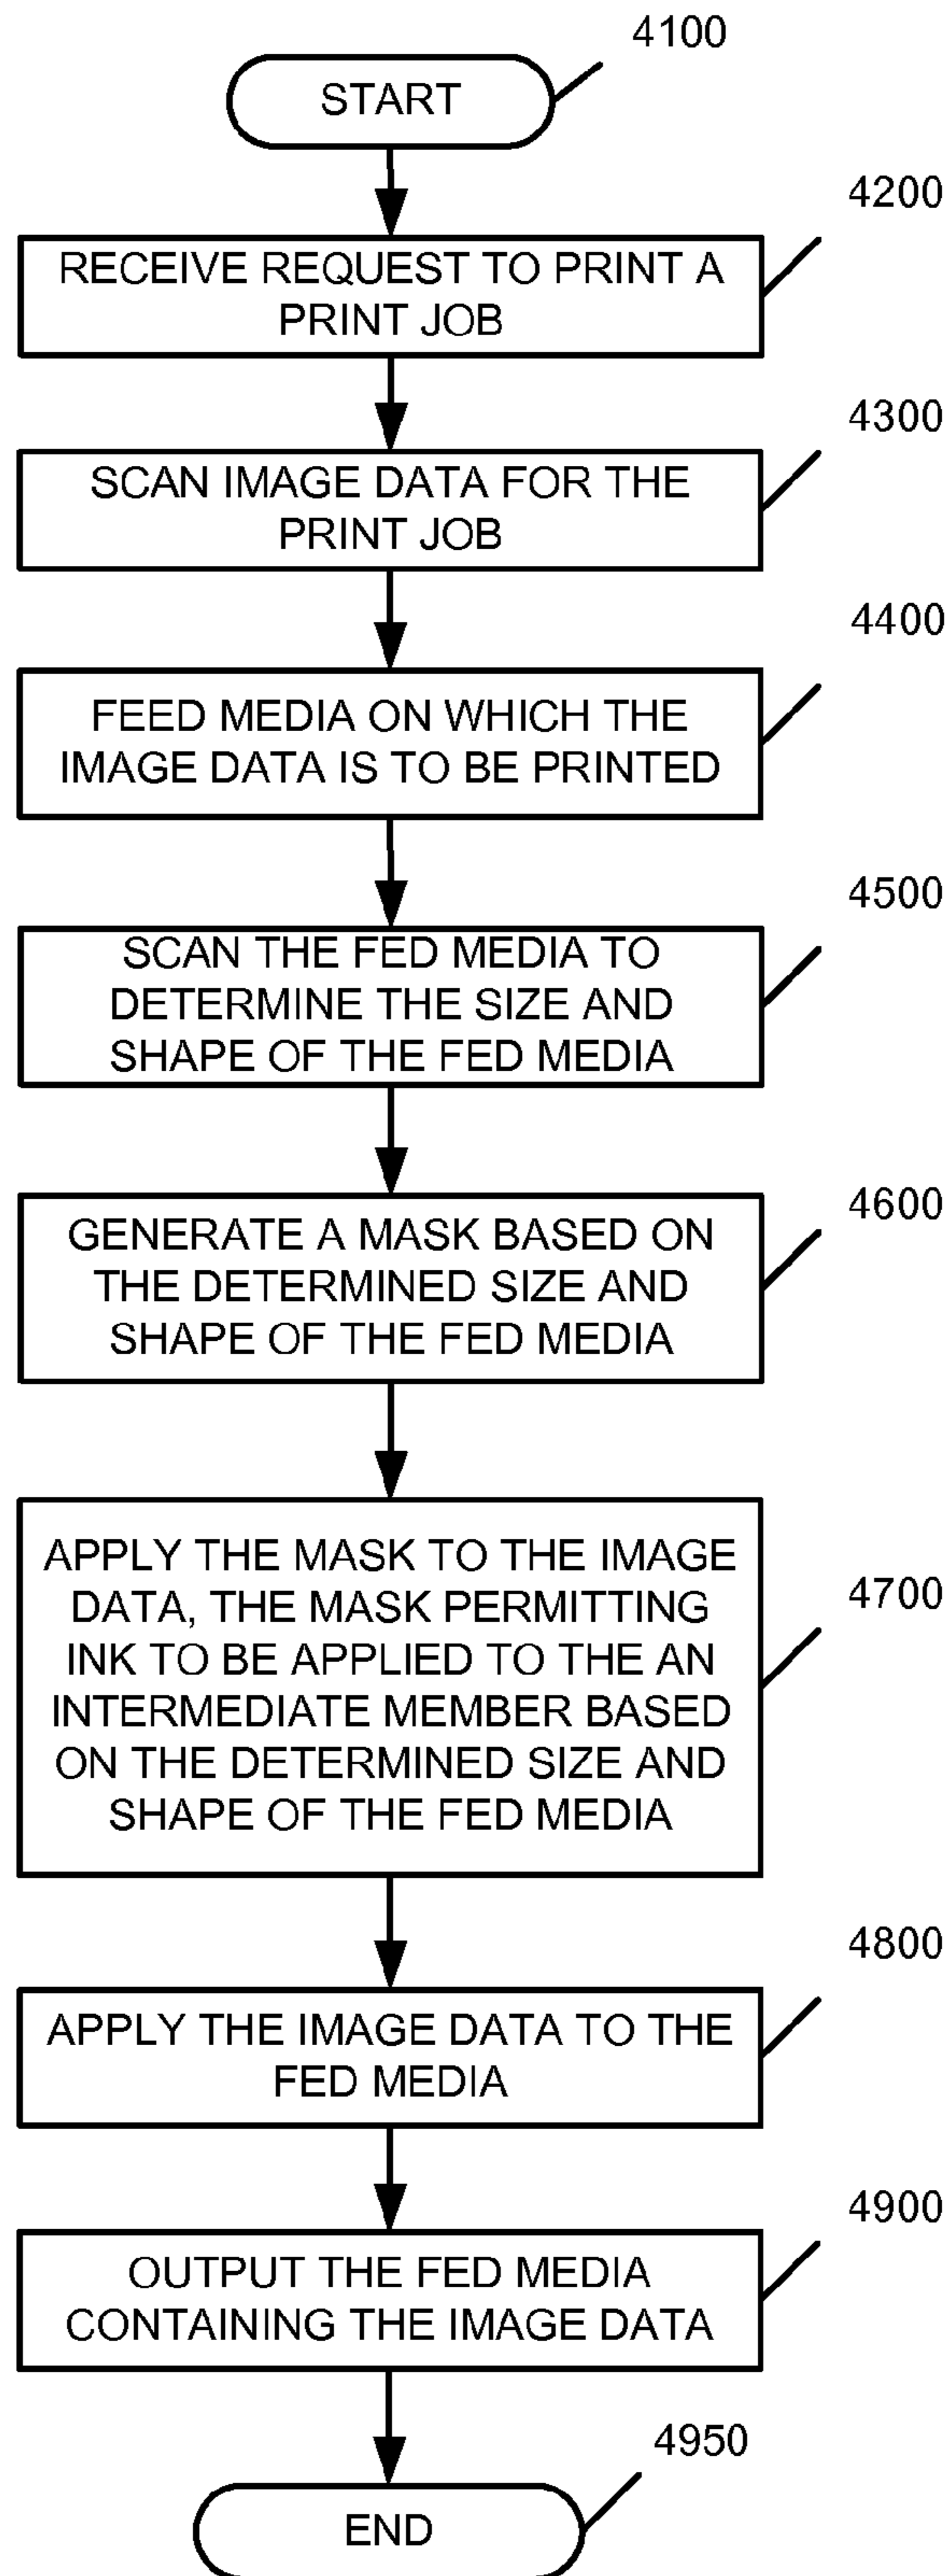 4100
START
4200
RECEIVE REQUEST TO PRINT A
PRINT JOB
4300
SCAN IMAGE DATA FOR THE
PRINT JOB
4400
FEED MEDIA ON WHICH THE
IMAGE DATA IS TO BE PRINTED
4500
SCAN THE FED MEDIA TO
DETERMINE THE SIZE AND
SHAPE OF THE FED MEDIA
4600
GENERATE A MASK BASED ON
THE DETERMINED SIZE AND
SHAPE OF THE FED MEDIA
4700
APPLY THE MASK TO THE IMAGE
DATA, THE MASK PERMITTING
INK TO BE APPLIED TO THE AN
INTERMEDIATE MEMBER BASED
ON THE DETERMINED SIZE AND
SHAPE OF THE FED MEDIA
4800
APPLY THE IMAGE DATA TO THE
FED MEDIA
4900
OUTPUT THE FED MEDIA
CONTAINING THE IMAGE DATA
4950
END